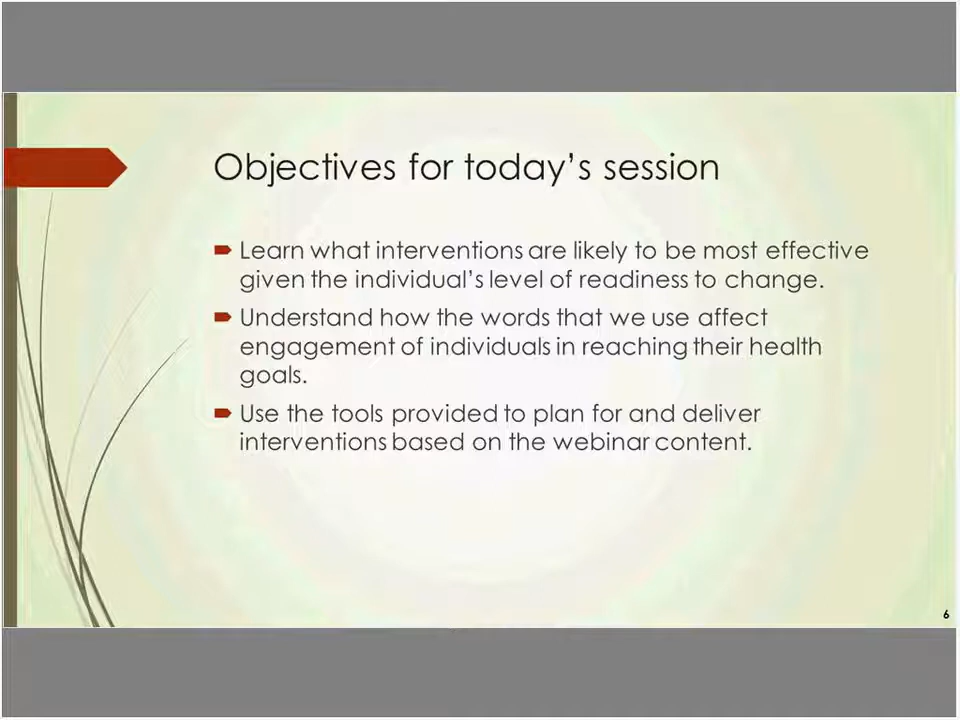 Objectives for today's session
Learn what interventions are likely to be most effective
given the individual's level of readiness to change.
Understand how the words that we use affect
engagement of individuals in reaching their health
goals.
Use the tools provided to plan for and deliver
interventions based on the webinar content.
6